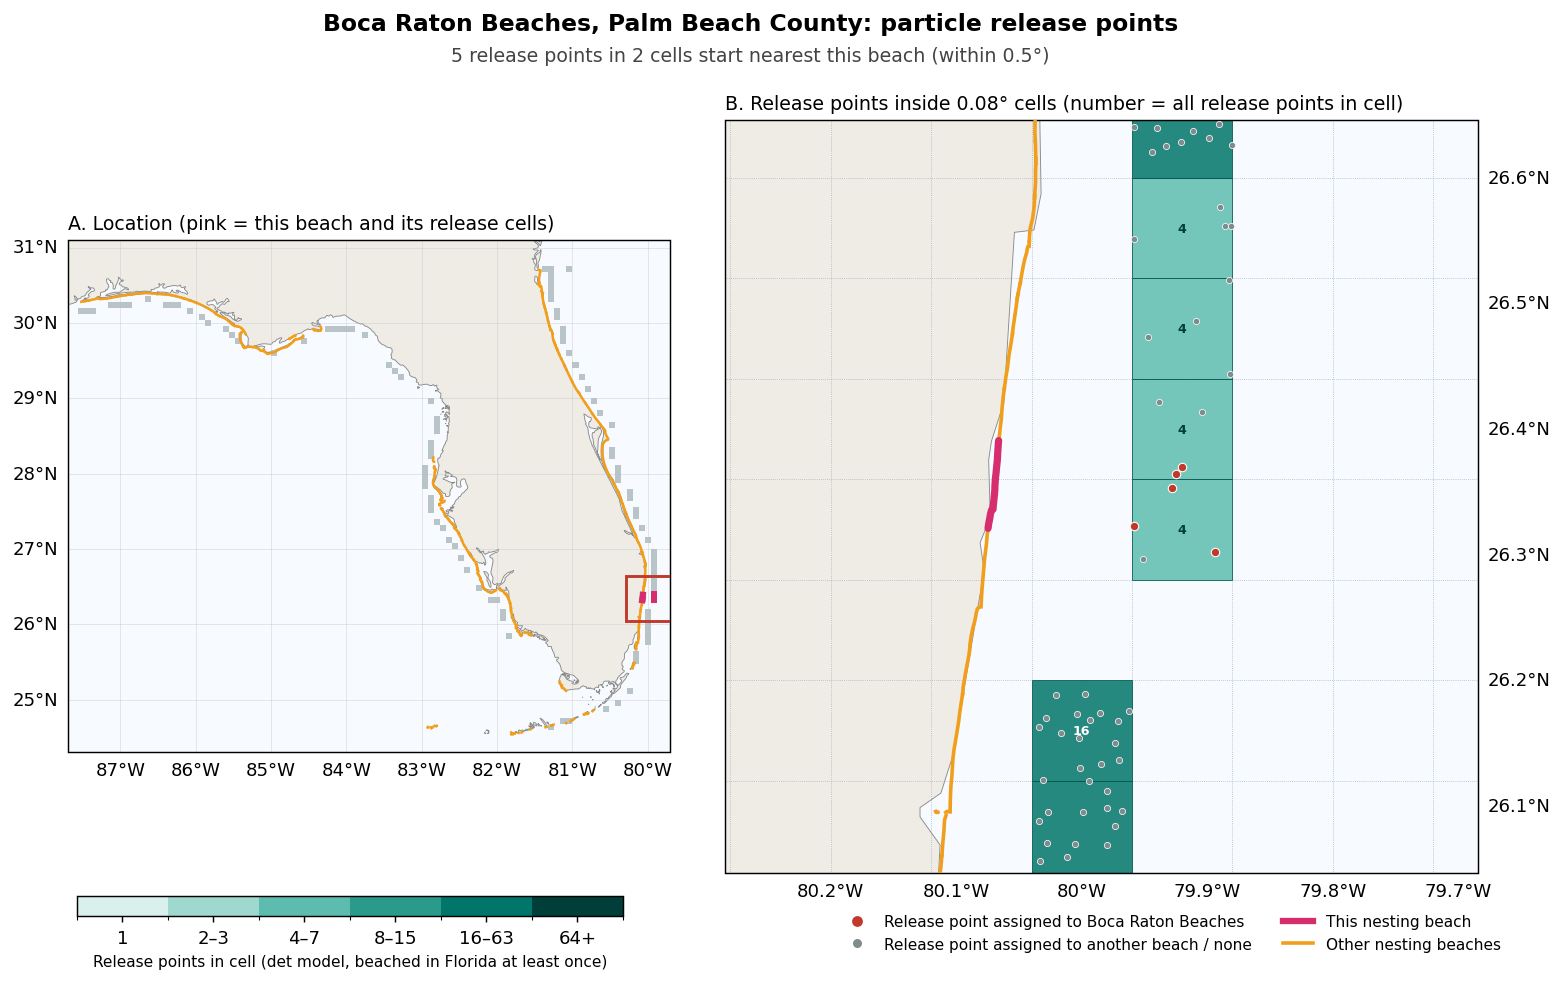 Boca Raton Beaches, Palm Beach County: particle release points
5 release points in 2 cells start nearest this beach (within 0.5°)
A. Location (pink = this beach and its release cells)
31°N
30°N
29°N
28°N
27°N
26°N
25°N
87°W 86°W 85°W 84°W 83°W 82°W 81°W 80°W
B. Release points inside 0.08° cells (number = all release points in cell)
4
4
4
4
16
26.6°N
26.5°N
26.4°N
26.3°N
26.2°N
26.1°N
80.2°W 80.1°W 80°W 79.9°W 79.8°W 79.7°W
1 2–3 4–7 8–15 16–63 64+
Release points in cell (det model, beached in Florida at least once)
Release point assigned to Boca Raton Beaches
Release point assigned to another beach / none
This nesting beach
Other nesting beaches